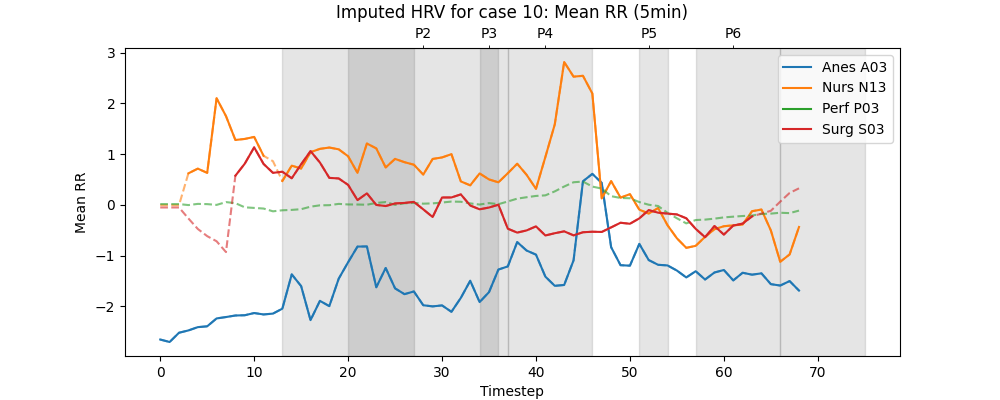 Imputed HRV for case 10: Mean RR (5min)
P2 P3 P4 P5 P6
Anes A03
Nurs N13
Perf P03
Surg S03
3
2
1
0
−1
−2
Mean RR
0 10 20 30 40 50 60 70
Timestep